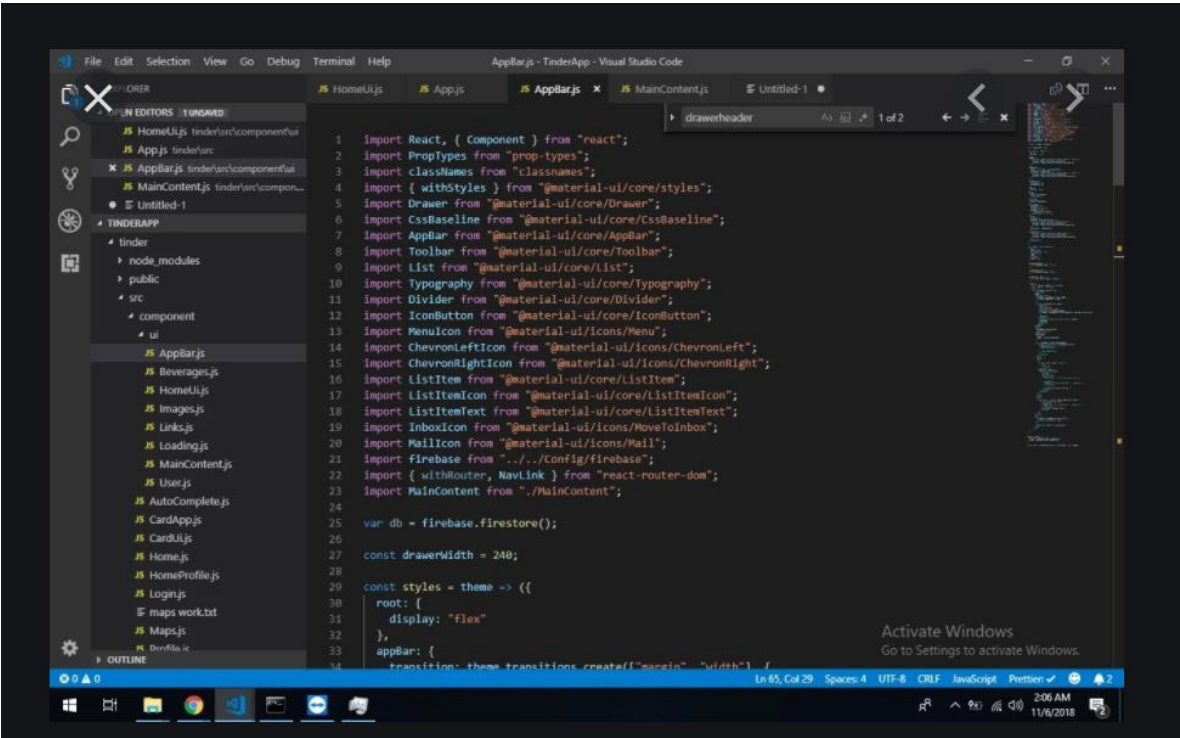 File Edit Selection View Go Debug Terminal Help AppBar.js - TinderApp - Visual Studio Code
HomeUi.js JS App.js JS AppBar.js JS MainContent.js Untitled-1
OPEN EDITORS 1 UNSAVED
drawerheader 1 of 2
JS HomeUi.js tinder\src\component\ui
JS App.js tinder\src
JS AppBar.js tinder\src\component\ui
JS MainContent.js tinder\src\compon...
Untitled-1
TINDERAPP
tinder
node_modules
public
src
component
ui
JS AppBar.js
JS Beverages.js
JS HomeUi.js
JS Images.js
JS Links.js
JS Loading.js
JS MainContent.js
JS User.js
JS AutoComplete.js
JS CardApp.js
JS CardUi.js
JS Home.js
JS HomeProfile.js
JS Login.js
maps work.txt
JS Maps.js
JS Profile.js
OUTLINE
1 import React, { Component } from "react";
2 import PropTypes from "prop-types";
3 import classNames from "classnames";
4 import { withStyles } from "@material-ui/core/styles";
5 import Drawer from "@material-ui/core/Drawer";
6 import CssBaseline from "@material-ui/core/CssBaseline";
7 import AppBar from "@material-ui/core/AppBar";
8 import Toolbar from "@material-ui/core/Toolbar";
9 import List from "@material-ui/core/List";
10 import Typography from "@material-ui/core/Typography";
11 import Divider from "@material-ui/core/Divider";
12 import IconButton from "@material-ui/core/IconButton";
13 import MenuIcon from "@material-ui/icons/Menu";
14 import ChevronLeftIcon from "@material-ui/icons/ChevronLeft";
15 import ChevronRightIcon from "@material-ui/icons/ChevronRight";
16 import ListItem from "@material-ui/core/ListItem";
17 import ListItemIcon from "@material-ui/core/ListItemIcon";
18 import ListItemText from "@material-ui/core/ListItemText";
19 import InboxIcon from "@material-ui/icons/MoveToInbox";
20 import MailIcon from "@material-ui/icons/Mail";
21 import firebase from "../../Config/firebase";
22 import { withRouter, NavLink } from "react-router-dom";
23 import MainContent from "./MainContent";
24
25 var db = firebase.firestore();
26
27 const drawerWidth = 240;
28
29 const styles = theme => ({
30 root: {
31 display: "flex"
32 },
33 appBar: {
34 transition: theme.transitions.create(["margin", "width"], {
Activate Windows
Go to Settings to activate Windows.
0 0 Ln 65, Col 29 Spaces: 4 UTF-8 CRLF JavaScript Prettier: ✓ 2
2:06 AM
11/6/2018